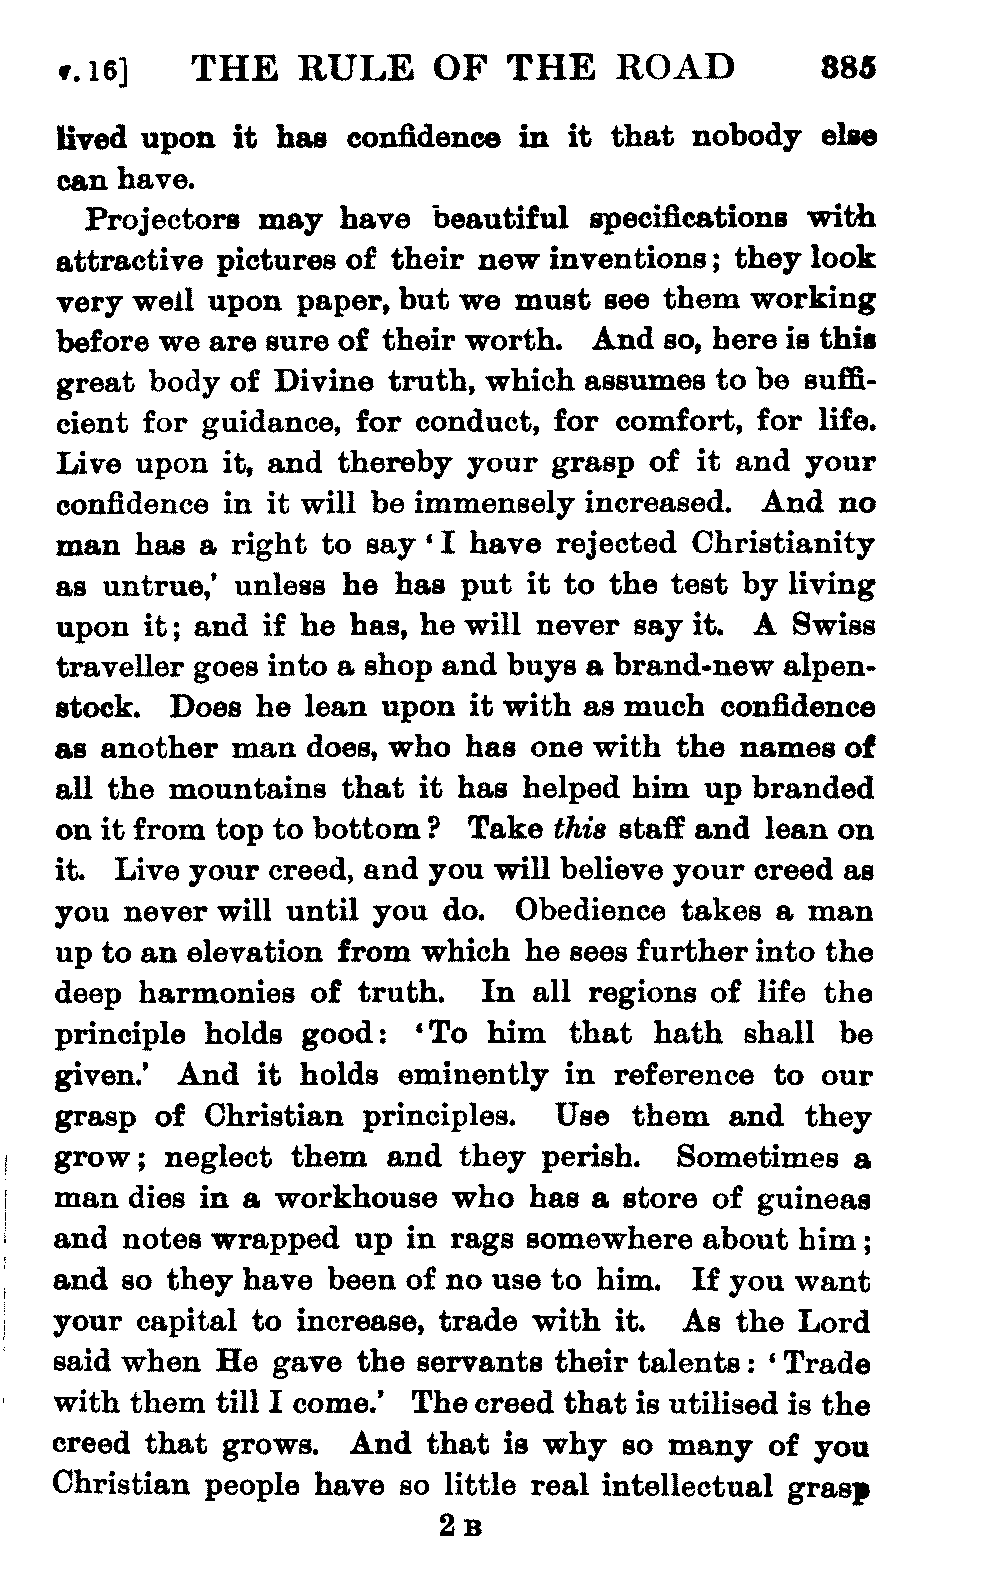 v. 16] THE RULE OF THE ROAD 385
lived upon it has confidence in it that nobody else
can have.
Projectors may have beautiful specifications with
attractive pictures of their new inventions; they look
very well upon paper, but we must see them working
before we are sure of their worth. And so, here is this
great body of Divine truth, which assumes to be suffi-
cient for guidance, for conduct, for comfort, for life.
Live upon it, and thereby your grasp of it and your
confidence in it will be immensely increased. And no
man has a right to say 'I have rejected Christianity
as untrue,' unless he has put it to the test by living
upon it; and if he has, he will never say it. A Swiss
traveller goes into a shop and buys a brand-new alpen-
stock. Does he lean upon it with as much confidence
as another man does, who has one with the names of
all the mountains that it has helped him up branded
on it from top to bottom? Take this staff and lean on
it. Live your creed, and you will believe your creed as
you never will until you do. Obedience takes a man
up to an elevation from which he sees further into the
deep harmonies of truth. In all regions of life the
principle holds good: 'To him that hath shall be
given.' And it holds eminently in reference to our
grasp of Christian principles. Use them and they
grow; neglect them and they perish. Sometimes a
man dies in a workhouse who has a store of guineas
and notes wrapped up in rags somewhere about him;
and so they have been of no use to him. If you want
your capital to increase, trade with it. As the Lord
said when He gave the servants their talents: 'Trade
with them till I come.' The creed that is utilised is the
creed that grows. And that is why so many of you
Christian people have so little real intellectual grasp
2 B